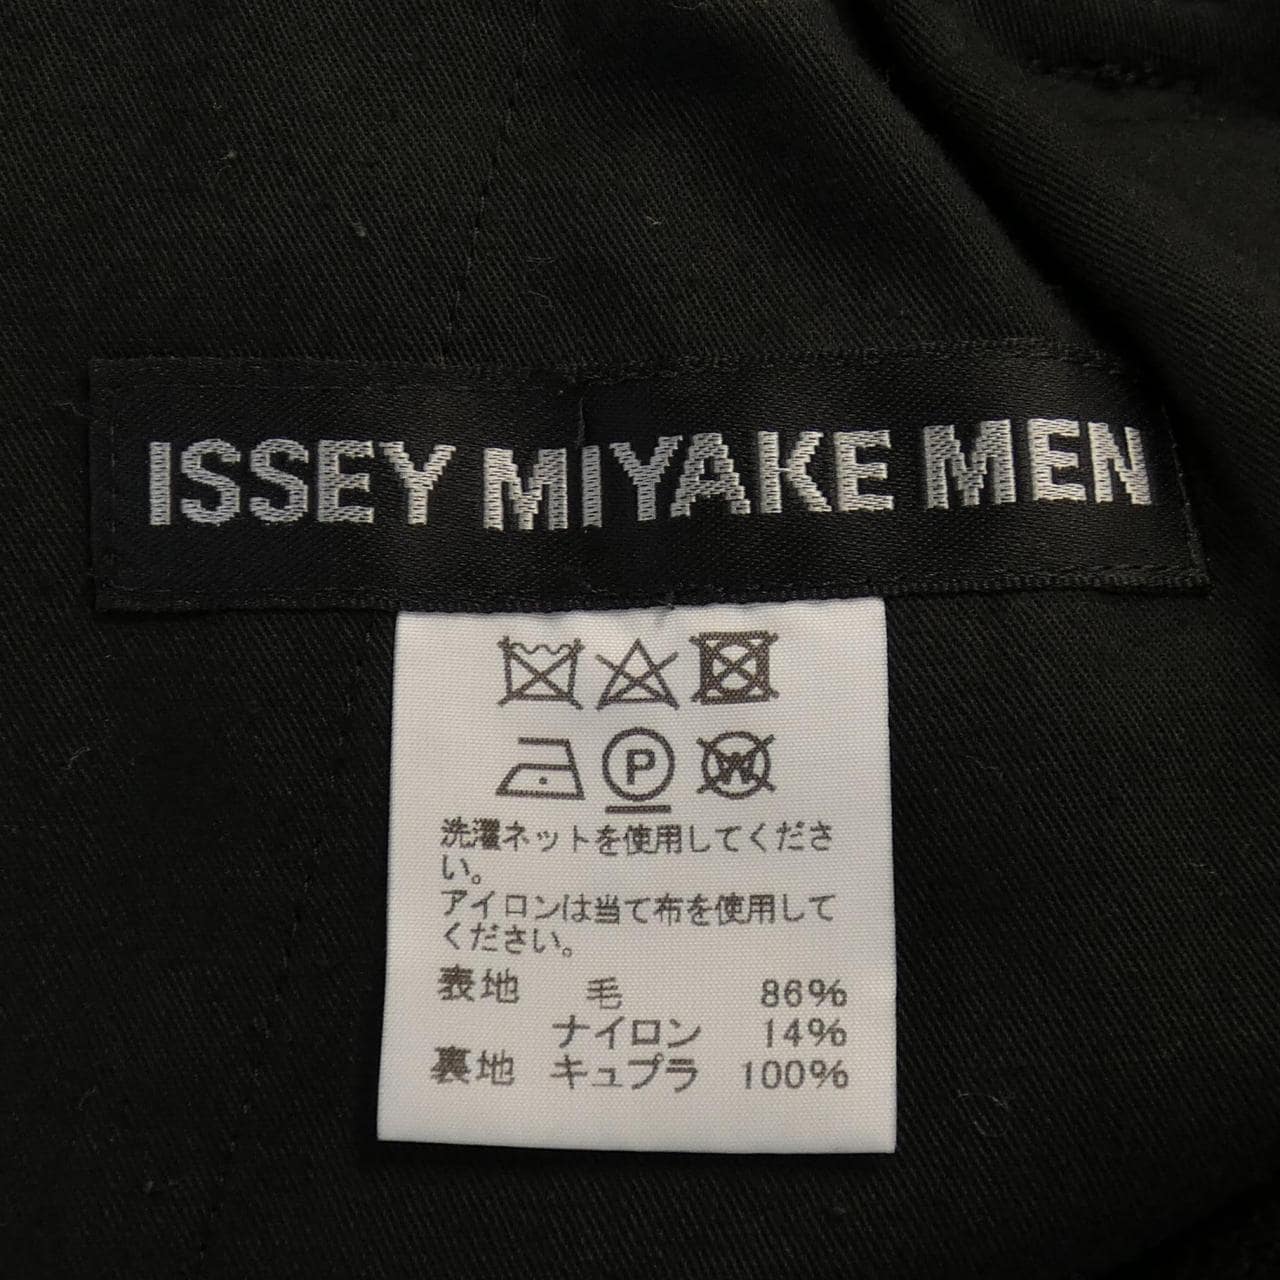 ISSEY MIYAKE MEN
P
W
洗濯ネットを使用してくださ
い。
アイロンは当て布を使用して
ください。
表地 毛 86%
ナイロン 14%
裏地 キュプラ 100%